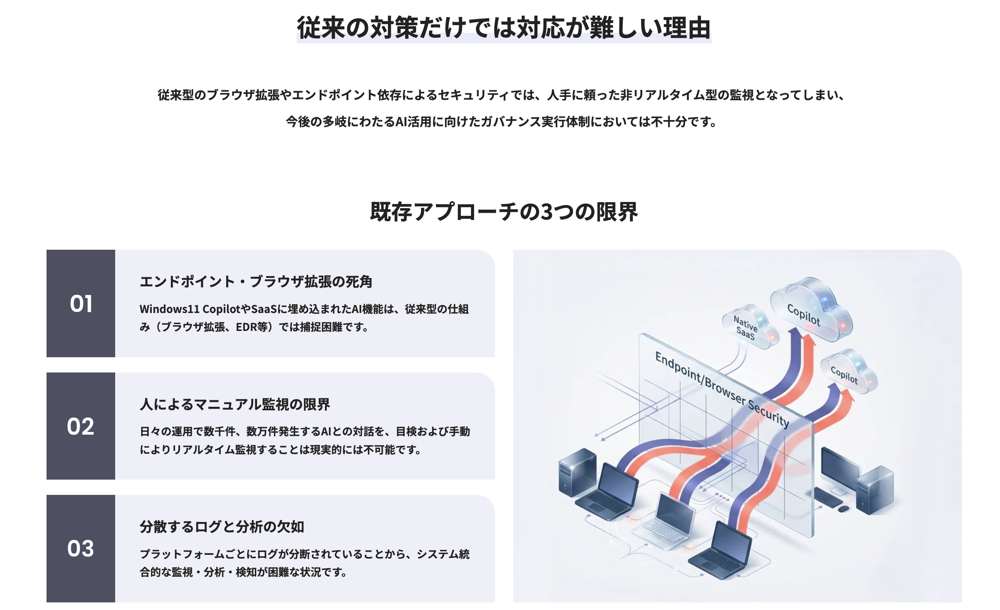 従来の対策だけでは対応が難しい理由
従来型のブラウザ拡張やエンドポイント依存によるセキュリティでは、人手に頼った非リアルタイム型の監視となってしまい、
今後の多岐にわたるAI活用に向けたガバナンス実行体制においては不十分です。
既存アプローチの3つの限界
01
エンドポイント・ブラウザ拡張の死角
Windows11 CopilotやSaaSに埋め込まれたAI機能は、従来型の仕組
み（ブラウザ拡張、EDR等）では捕捉困難です。
02
人によるマニュアル監視の限界
日々の運用で数千件、数万件発生するAIとの対話を、目検および手動
によりリアルタイム監視することは現実的には不可能です。
03
分散するログと分析の欠如
プラットフォームごとにログが分断されていることから、システム統
合的な監視・分析・検知が困難な状況です。
Copilot
Native
SaaS
Copilot
Endpoint/Browser Security